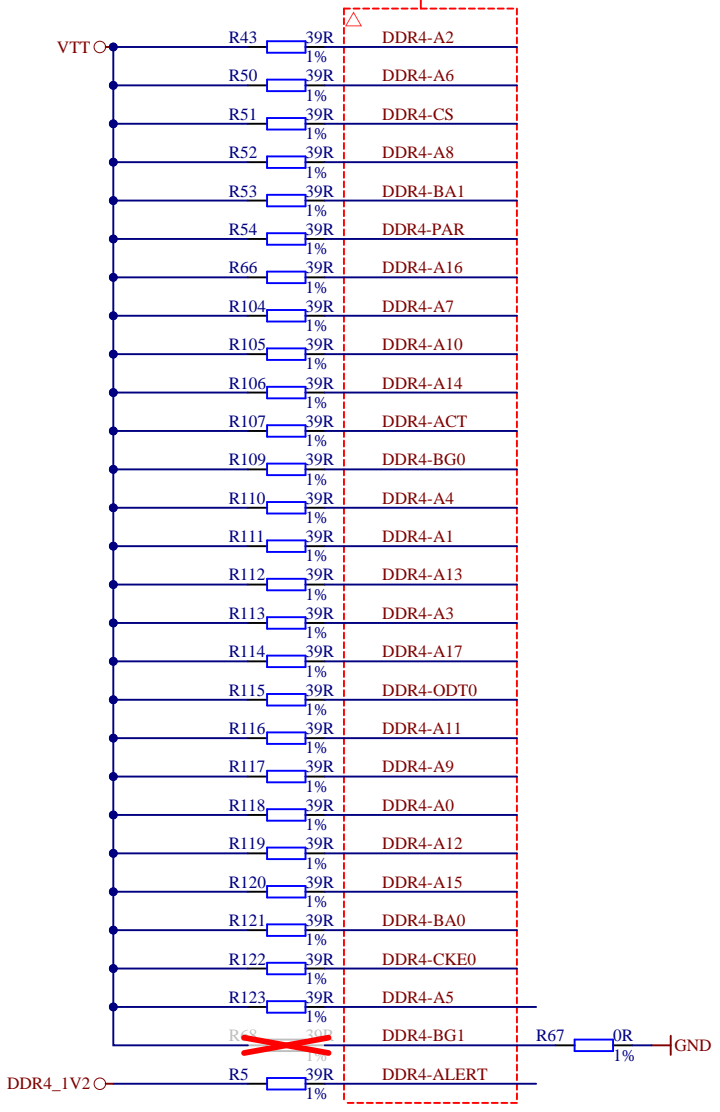 VTT R43 39R DDR4-A2
1%
R50 39R DDR4-A6
1%
R51 39R DDR4-CS
1%
R52 39R DDR4-A8
1%
R53 39R DDR4-BA1
1%
R54 39R DDR4-PAR
1%
R66 39R DDR4-A16
1%
R104 39R DDR4-A7
1%
R105 39R DDR4-A10
1%
R106 39R DDR4-A14
1%
R107 39R DDR4-ACT
1%
R109 39R DDR4-BG0
1%
R110 39R DDR4-A4
1%
R111 39R DDR4-A1
1%
R112 39R DDR4-A13
1%
R113 39R DDR4-A3
1%
R114 39R DDR4-A17
1%
R115 39R DDR4-ODT0
1%
R116 39R DDR4-A11
1%
R117 39R DDR4-A9
1%
R118 39R DDR4-A0
1%
R119 39R DDR4-A12
1%
R120 39R DDR4-A15
1%
R121 39R DDR4-BA0
1%
R122 39R DDR4-CKE0
1%
R123 39R DDR4-A5
1%
R68 39R DDR4-BG1 R67 0R GND
1% 1%
DDR4_1V2 R5 39R DDR4-ALERT
1%